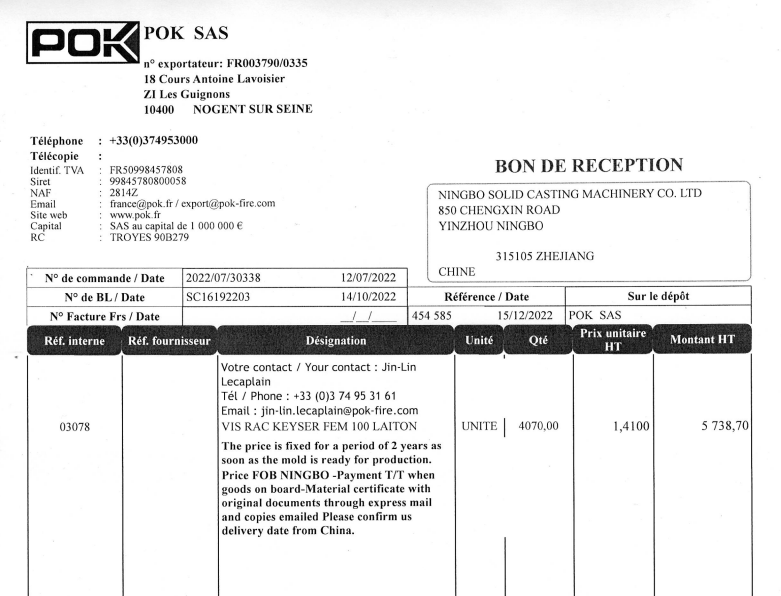 POK
POK SAS
n° exportateur: FR003790/0335
18 Cours Antoine Lavoisier
ZI Les Guignons
10400 NOGENT SUR SEINE
Téléphone : +33(0)374953000
Télécopie :
Identif. TVA : FR50998457808
Siret : 99845780800058
NAF : 2814Z
Email : france@pok.fr / export@pok-fire.com
Site web : www.pok.fr
Capital : SAS au capital de 1 000 000 €
RC : TROYES 90B279
BON DE RECEPTION
NINGBO SOLID CASTING MACHINERY CO. LTD
850 CHENGXIN ROAD
YINZHOU NINGBO
315105 ZHEJIANG
CHINE
N° de commande / Date 2022/07/30338 12/07/2022
N° de BL / Date SC16192203 14/10/2022 Référence / Date Sur le dépôt
N° Facture Frs / Date __/__/____ 454 585 15/12/2022 POK SAS
Réf. interne Réf. fournisseur Désignation Unité Qté Prix unitaire HT Montant HT
Votre contact / Your contact : Jin-Lin
Lecaplain
Tél / Phone : +33 (0)3 74 95 31 61
Email : jin-lin.lecaplain@pok-fire.com
03078 VIS RAC KEYSER FEM 100 LAITON UNITE 4070,00 1,4100 5 738,70
The price is fixed for a period of 2 years as
soon as the mold is ready for production.
Price FOB NINGBO -Payment T/T when
goods on board-Material certificate with
original documents through express mail
and copies emailed Please confirm us
delivery date from China.